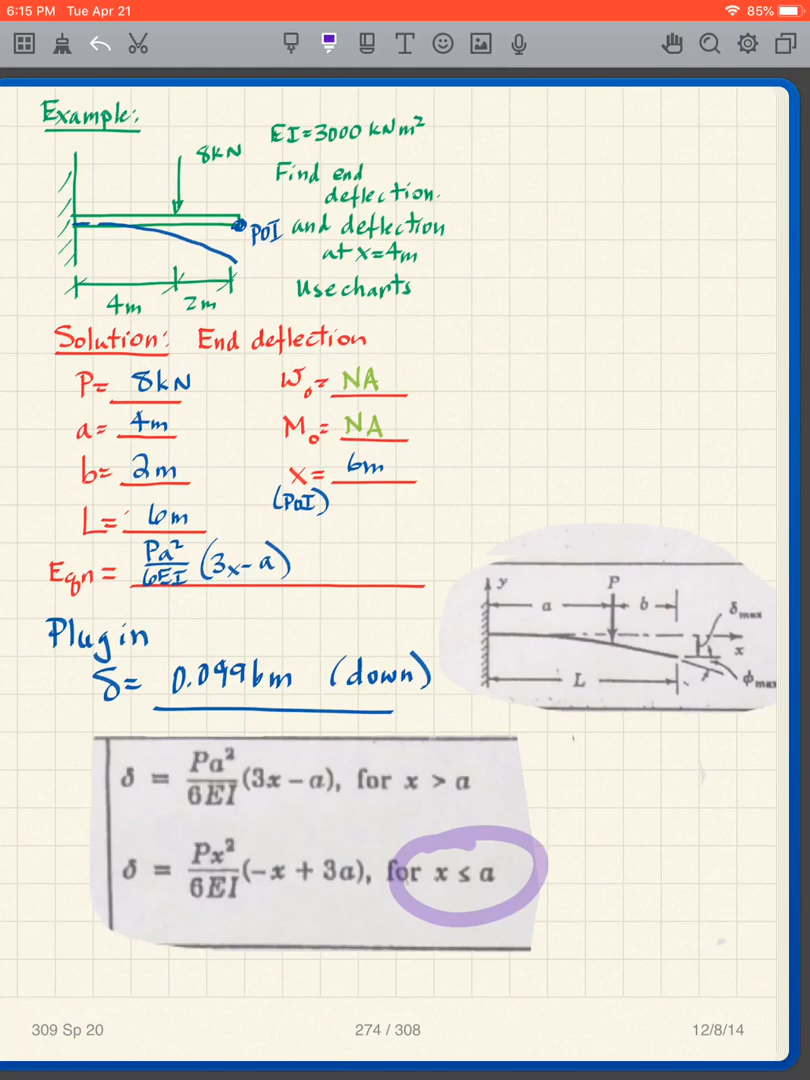 6:15 PM Tue Apr 21
85%
Example:
8kN
EI=3000 kNm²
Find end
deflection.
and deflection
at x=4m
Use charts
POI
4m
2m
Solution: End deflection
P= 8kN
W₀= NA
a= 4m
M₀= NA
b= 2m
x= 6m
(POI)
L= 6m
Eqn = Pa²/6EI (3x-a)
Plug in
δ= 0.0996m (down)
y
P
a
b
δmax
x
L
ϕmax
δ = Pa²/6EI (3x – a), for x > a
δ = Px²/6EI (-x + 3a), for x ≤ a
309 Sp 20
274 / 308
12/8/14